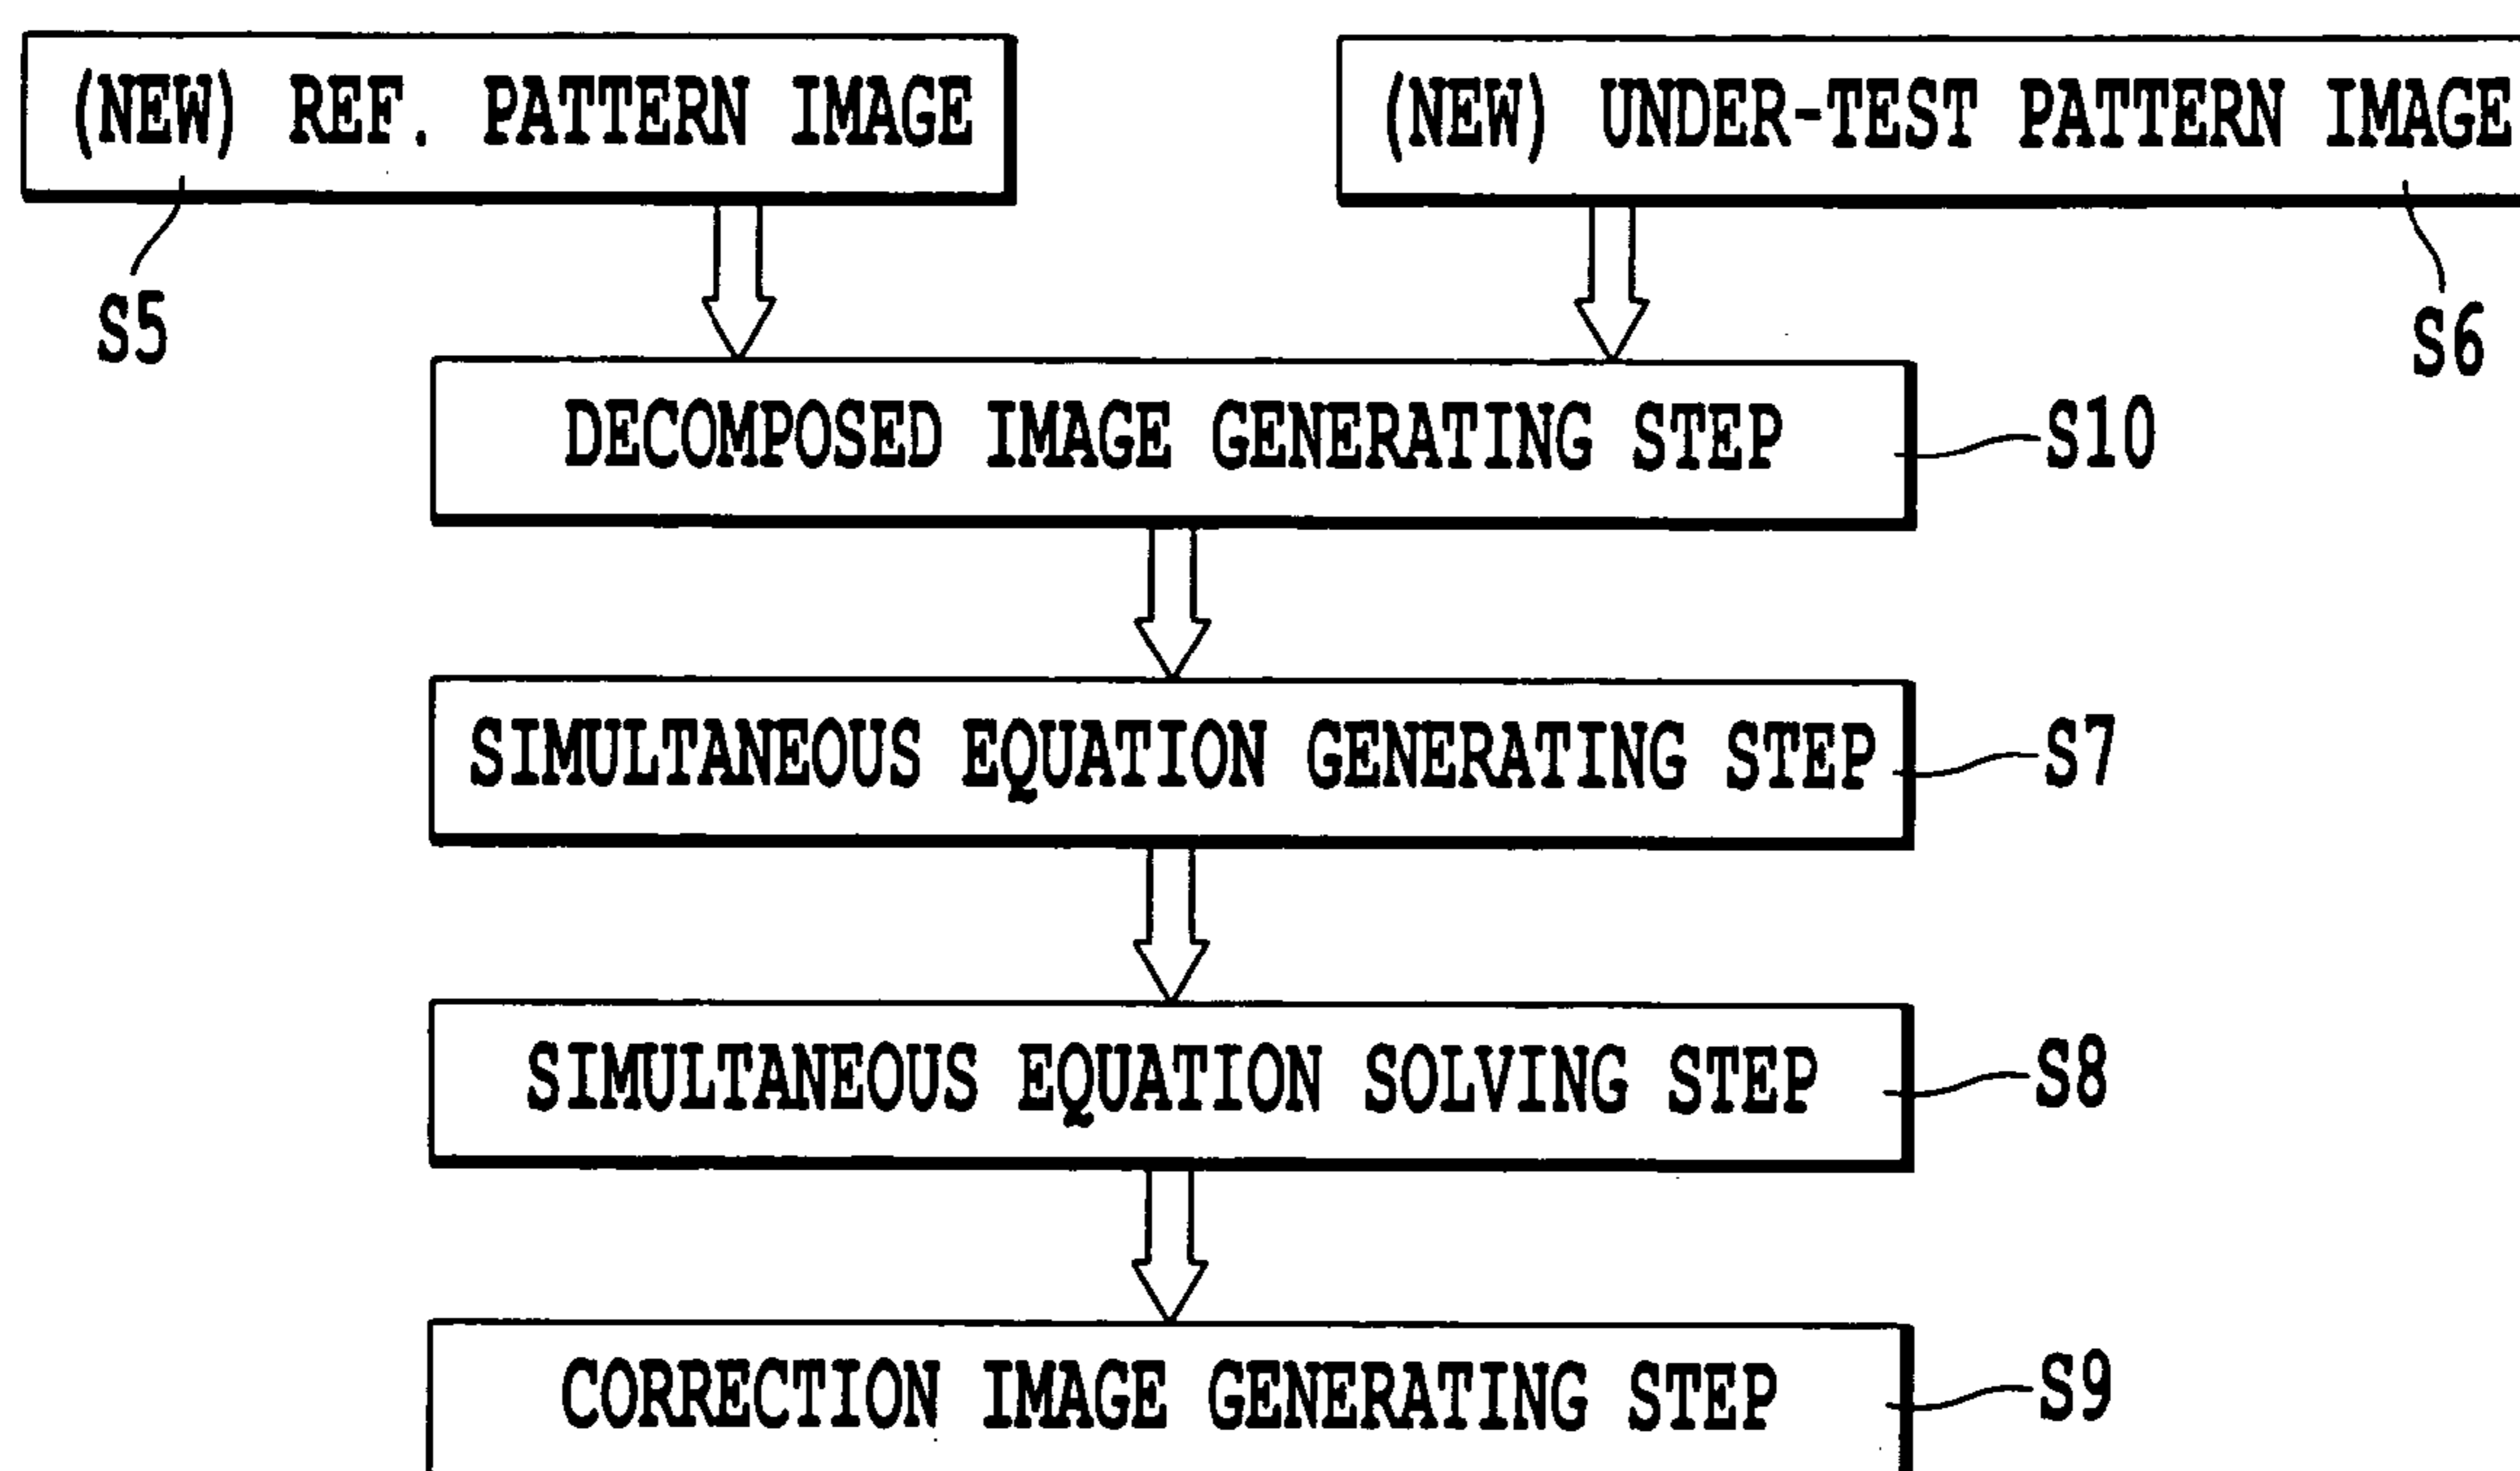 (NEW) REF. PATTERN IMAGE
(NEW) UNDER-TEST PATTERN IMAGE
S5
S6
DECOMPOSED IMAGE GENERATING STEP
S10
SIMULTANEOUS EQUATION GENERATING STEP
S7
SIMULTANEOUS EQUATION SOLVING STEP
S8
CORRECTION IMAGE GENERATING STEP
S9